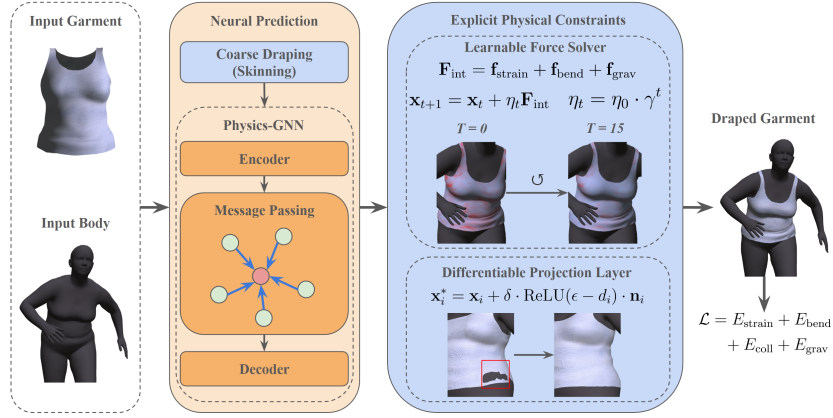 Input Garment
Input Body
Neural Prediction
Coarse Draping
(Skinning)
Physics-GNN
Encoder
Message Passing
Decoder
Explicit Physical Constraints
Learnable Force Solver
F_int = f_strain + f_bend + f_grav
x_{t+1} = x_t + η_t F_int   η_t = η_0 · γ^t
T = 0
T = 15
↺
Differentiable Projection Layer
x_i^* = x_i + δ · ReLU(ϵ − d_i) · n_i
Draped Garment
ℒ = E_strain + E_bend
+ E_coll + E_grav